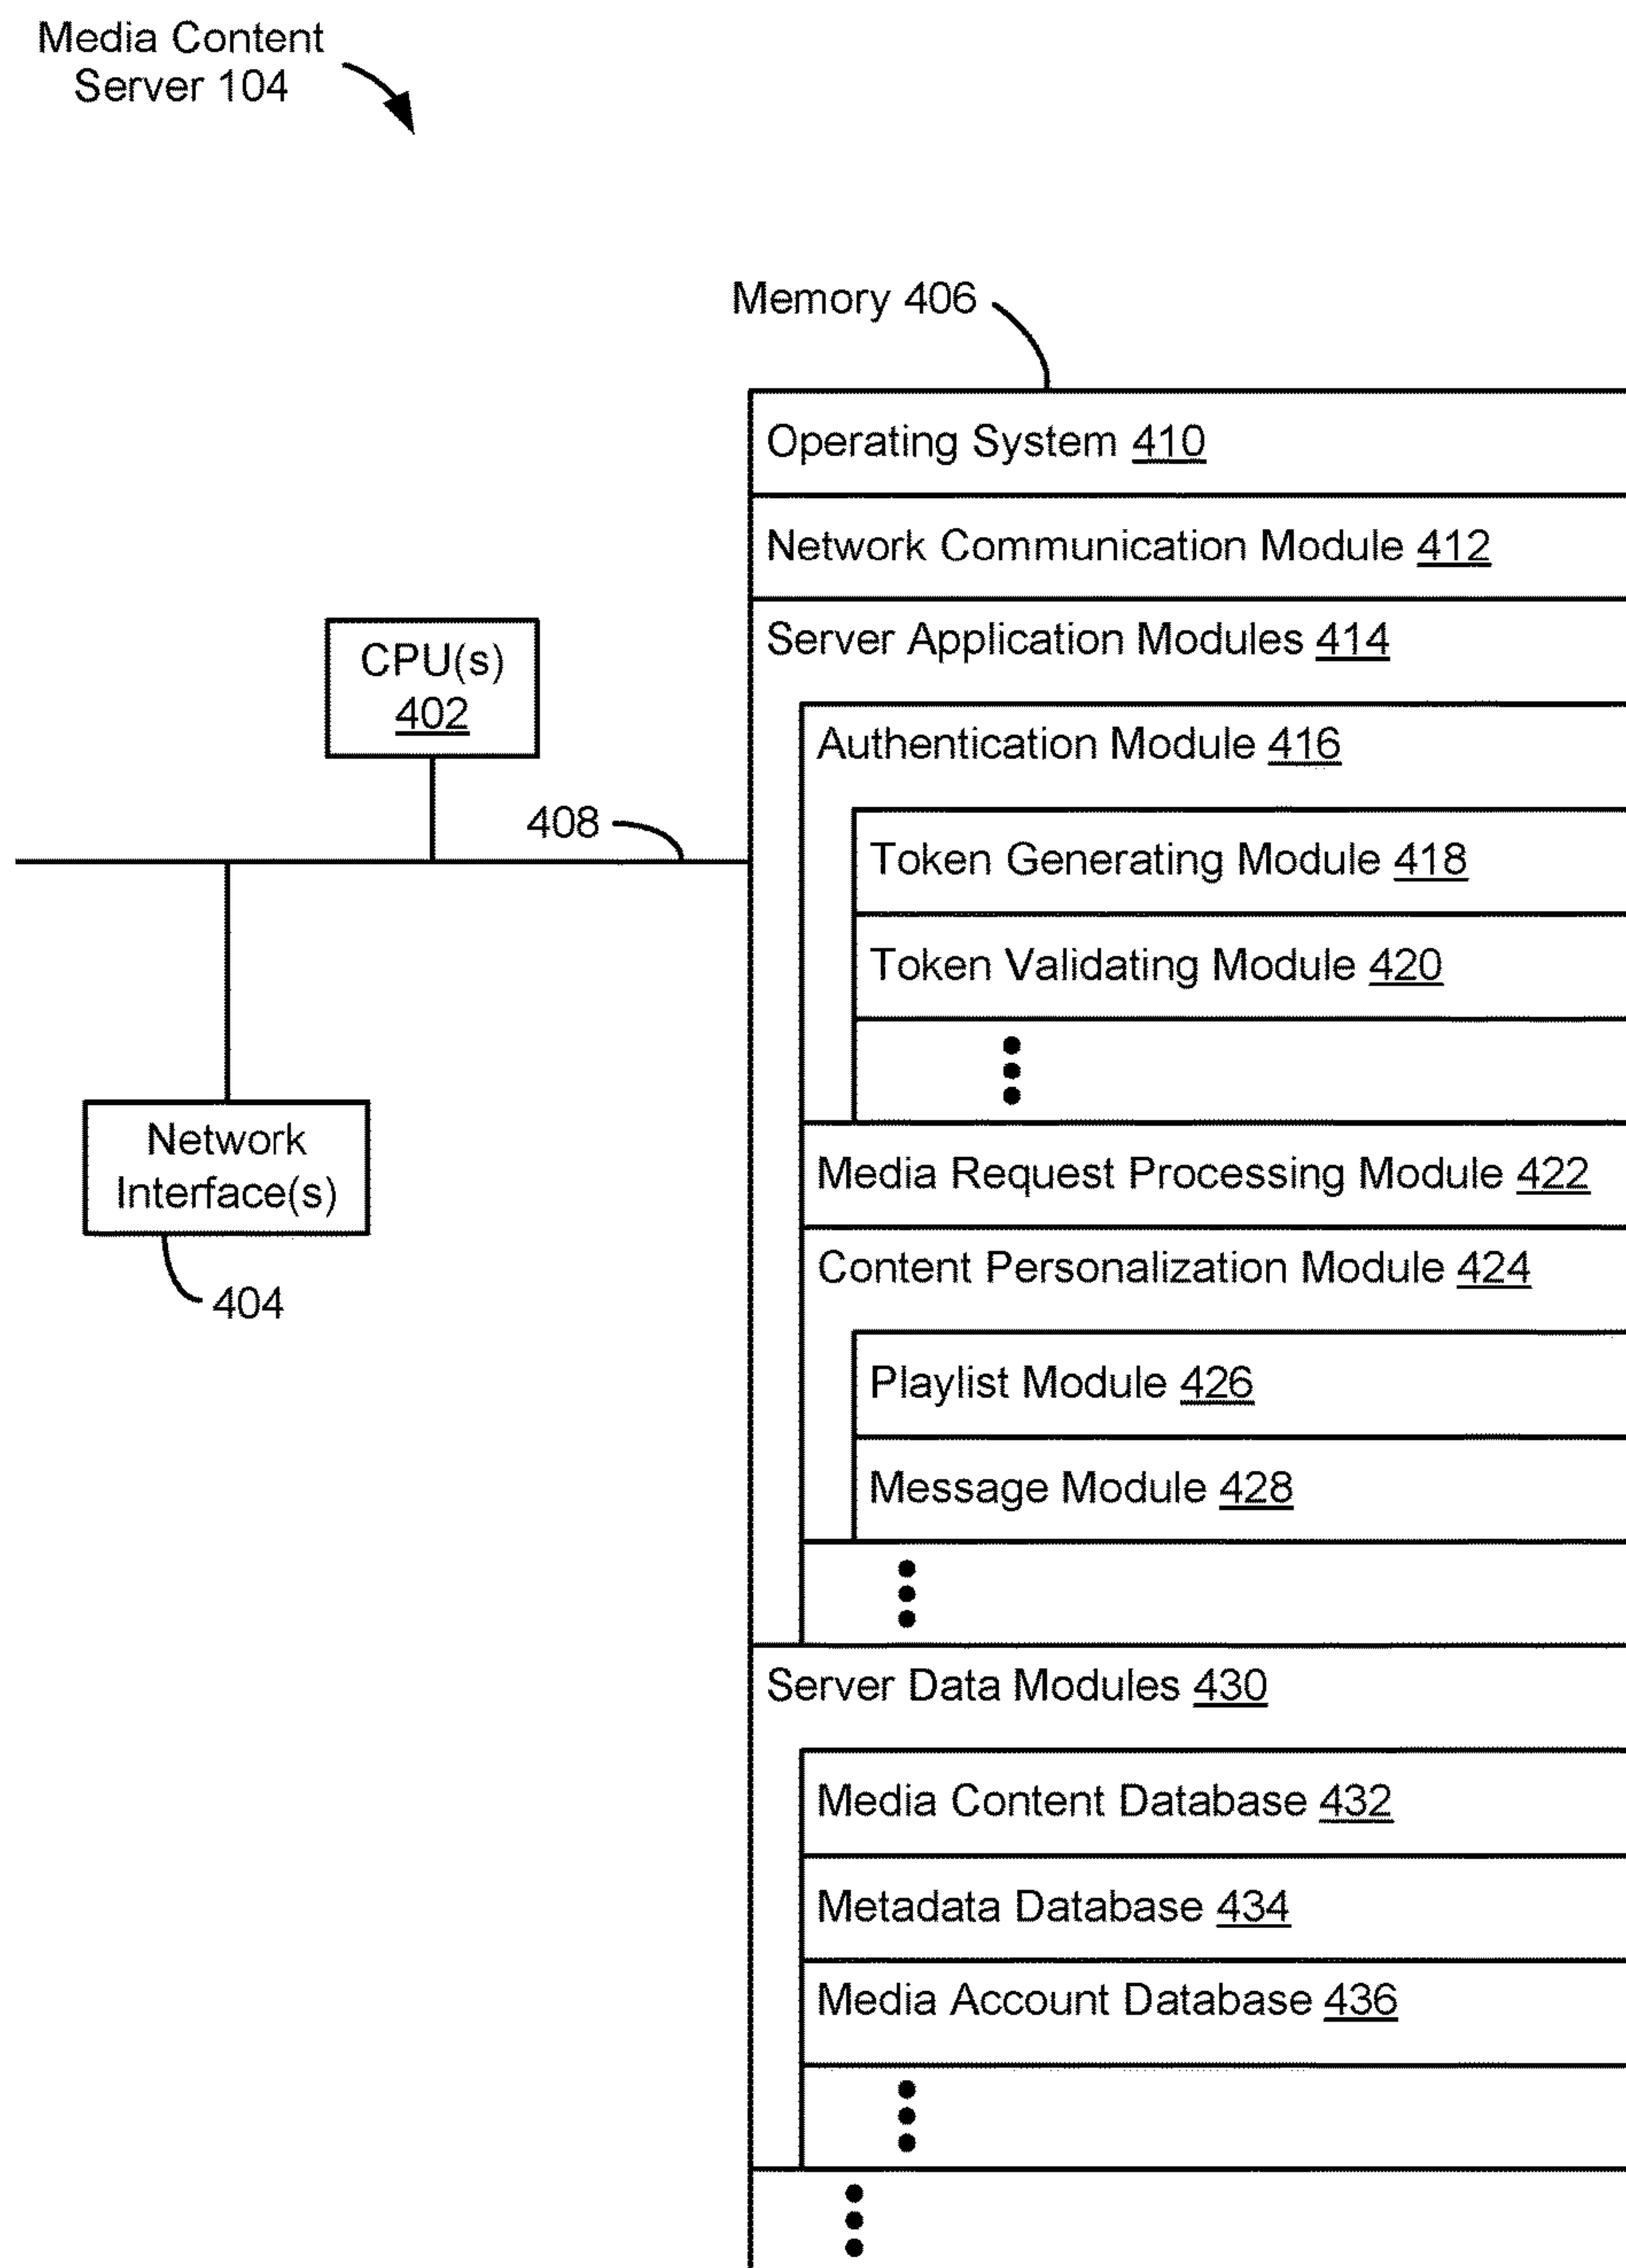 Media Content
Server 104
Memory 406
Operating System 410
Network Communication Module 412
Server Application Modules 414
CPU(s)
402
Authentication Module 416
408
Token Generating Module 418
Token Validating Module 420
Network
Interface(s)
404
Media Request Processing Module 422
Content Personalization Module 424
Playlist Module 426
Message Module 428
Server Data Modules 430
Media Content Database 432
Metadata Database 434
Media Account Database 436